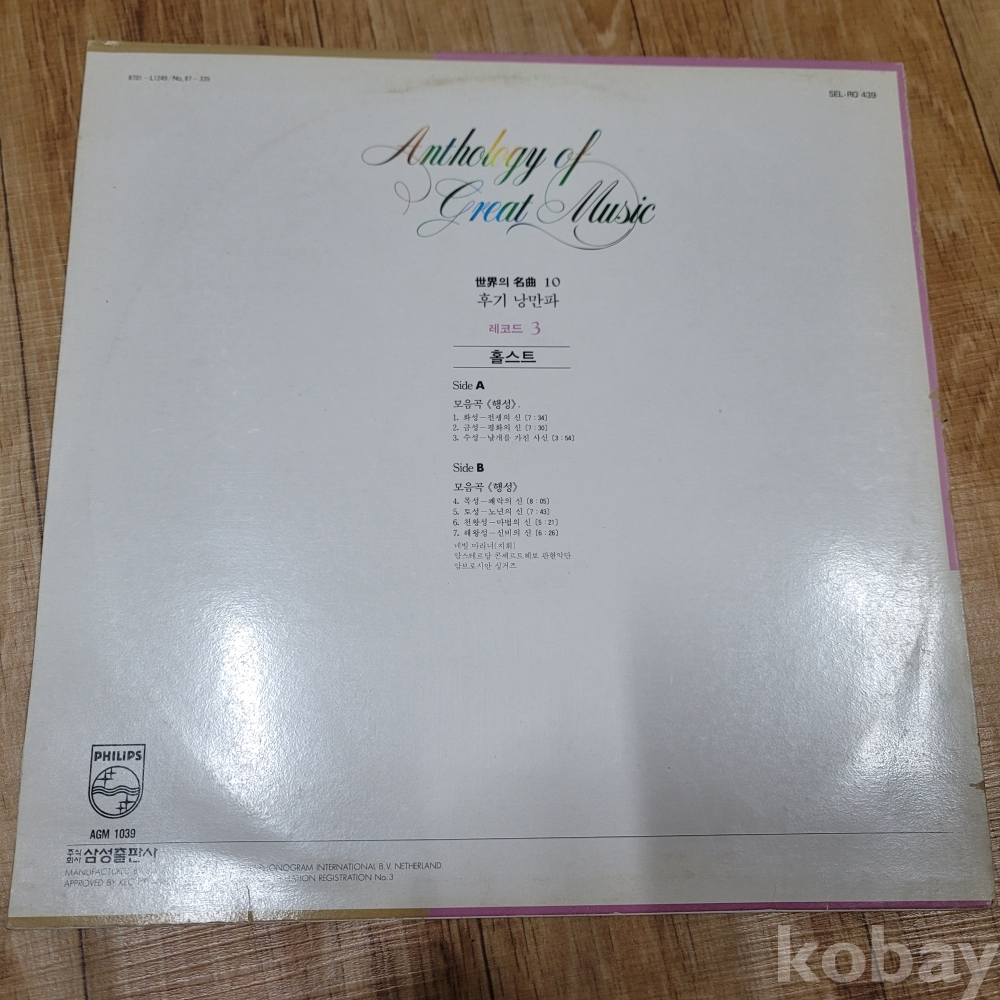 8701-L1249/No, 87-335
SEL-RO 439
Anthology of
Great Music
世界의 名曲 10
후기 낭만파
레코드 3
홀스트
Side A
모음곡 《행성》.
1. 화성-전쟁의 신 [7:34]
2. 금성-평화의 신 [7:30]
3. 수성-날개를 가진 사신 [3:54]
Side B
모음곡 《행성》
4. 목성-쾌락의 신 [8:05]
5. 토성-노년의 신 [7:43]
6. 천왕성-마법의 신 [5:21]
7. 해왕성-신비의 신 [6:26]
네빌 마리너[지휘]
암스테르담 콘세르트헤보 관현악단
암브로시안 싱거즈
PHILIPS
AGM 1039
주식회사 삼성출판사
MANUFACTURE ONOGRAM INTERNATIONAL B.V. NETHERLAND
APPROVED BY REGISTRATION No.3
kobay